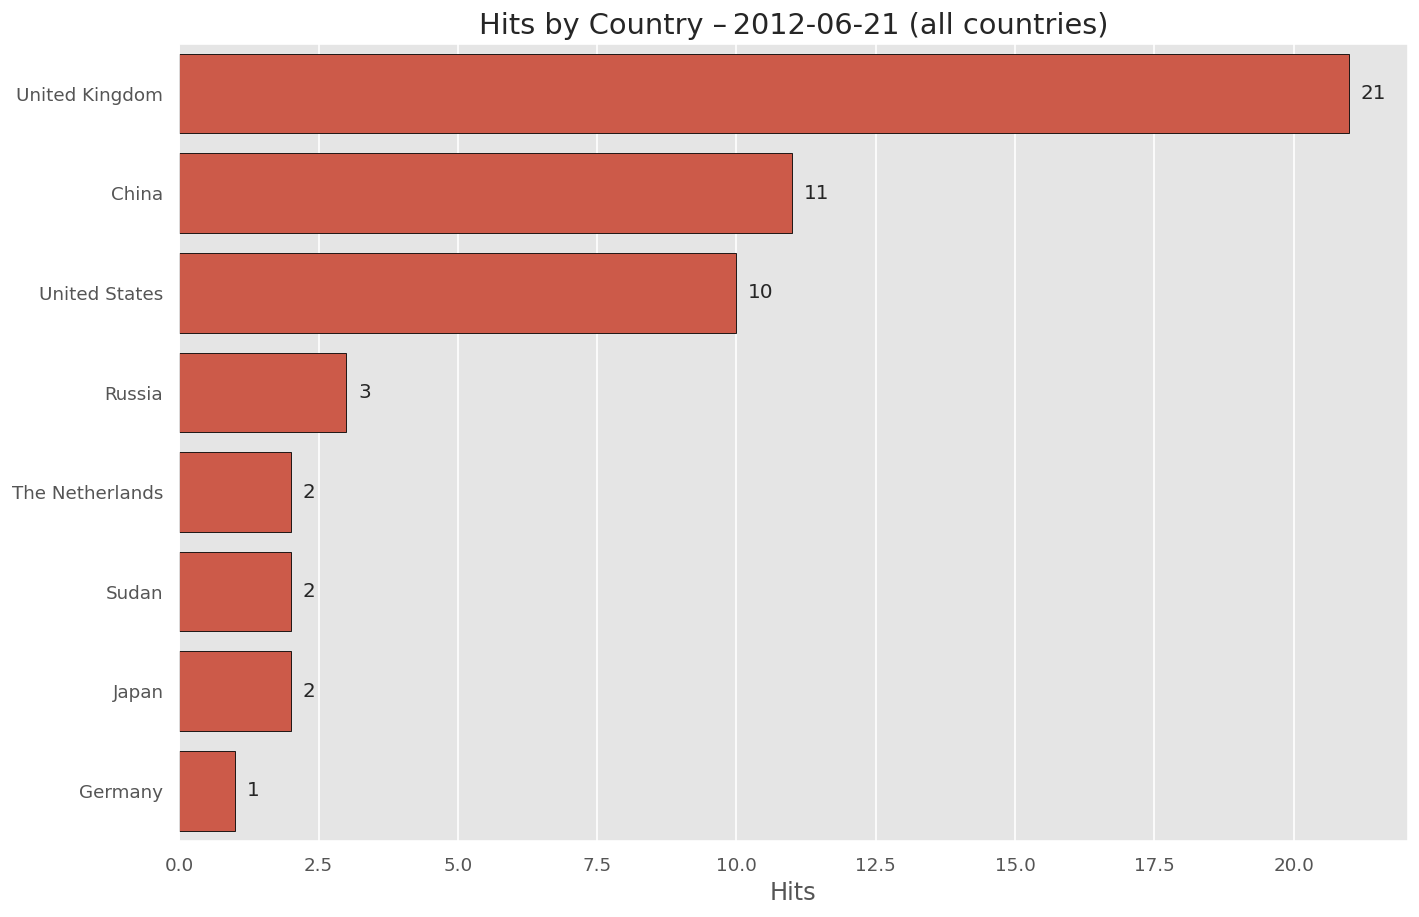 Hits by Country – 2012-06-21 (all countries)
United Kingdom 21
China 11
United States 10
Russia 3
The Netherlands 2
Sudan 2
Japan 2
Germany 1
0.0 2.5 5.0 7.5 10.0 12.5 15.0 17.5 20.0
Hits